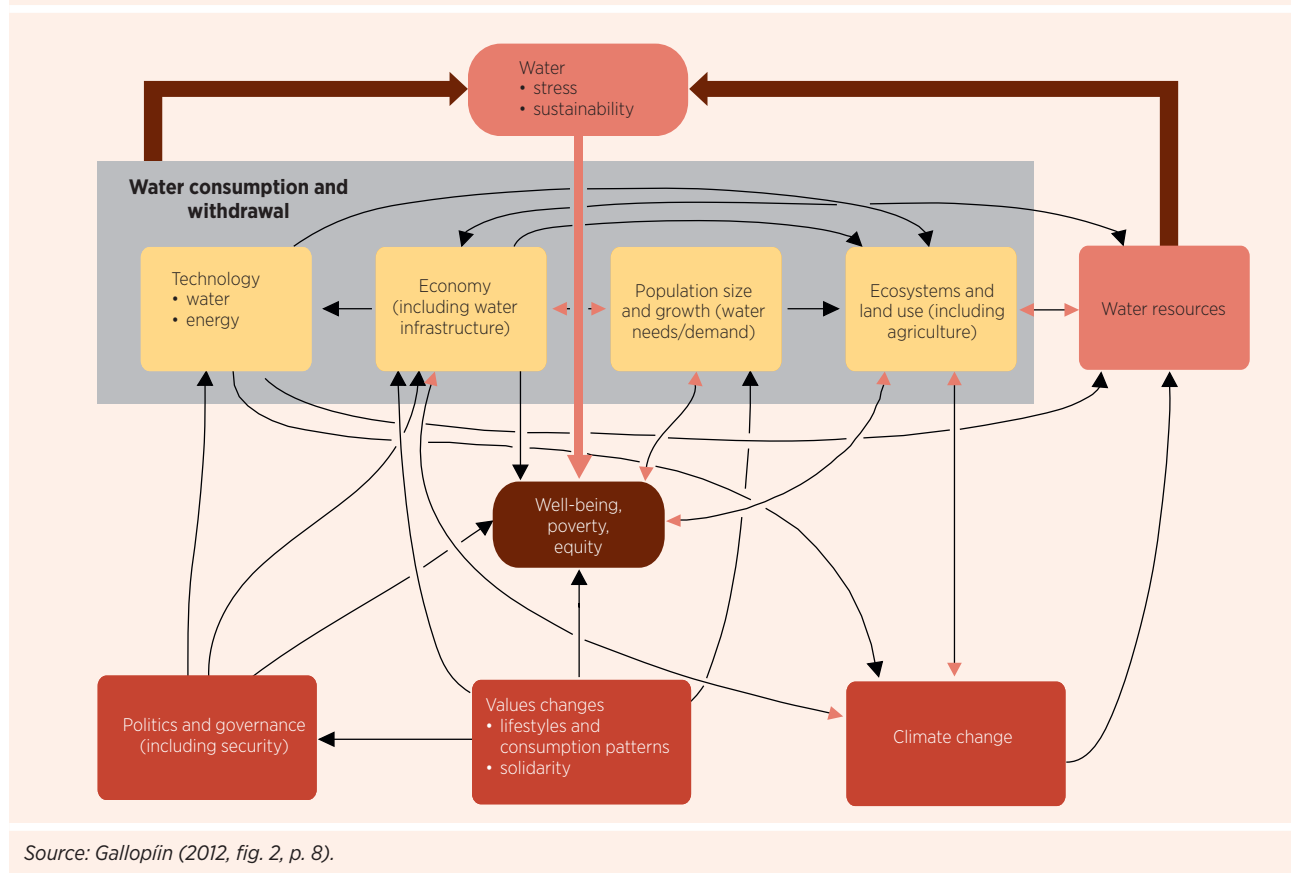 Water
• stress
• sustainability
Water consumption and
withdrawal
Technology
• water
• energy
Economy
(including water
infrastructure)
Population size
and growth (water
needs/demand)
Ecosystems and
land use (including
agriculture)
Water resources
Well-being,
poverty,
equity
Politics and governance
(including security)
Values changes
• lifestyles and
consumption patterns
• solidarity
Climate change
Source: Gallopíin (2012, fig. 2, p. 8).